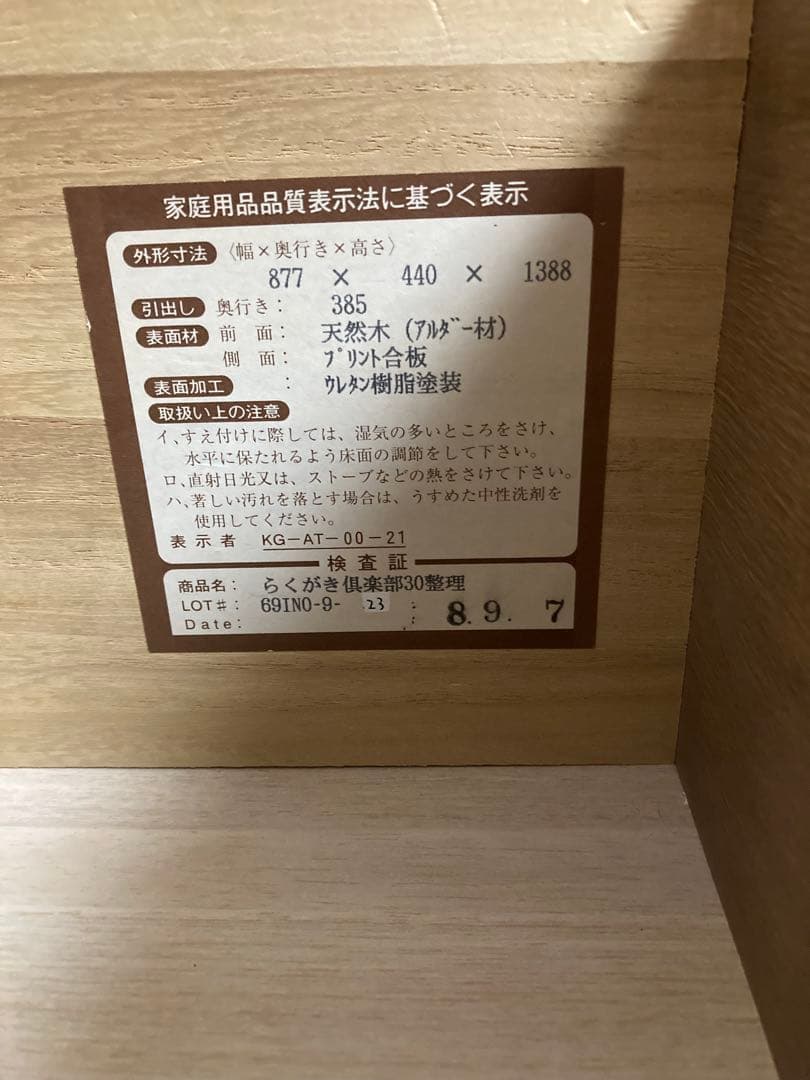 家庭用品品質表示法に基づく表示
外形寸法 〈幅×奥行き×高さ〉
877 × 440 × 1388
引出し 奥行き： 385
表面材 前 面： 天然木 (ｱﾙﾀﾞｰ材)
側 面： ﾌﾟﾘﾝﾄ合板
表面加工 ： ｳﾚﾀﾝ樹脂塗装
取扱い上の注意
イ、すえ付けに際しては、湿気の多いところをさけ、
水平に保たれるよう床面の調節をして下さい。
ロ、直射日光又は、ストーブなどの熱をさけて下さい。
ハ、著しい汚れを落とす場合は、うすめた中性洗剤を
使用してください。
表示者 KG-AT-00-21
検査証
商品名： らくがき倶楽部30整理
LOT♯： 69INO-9- 23 :
Date： : 8.9.7